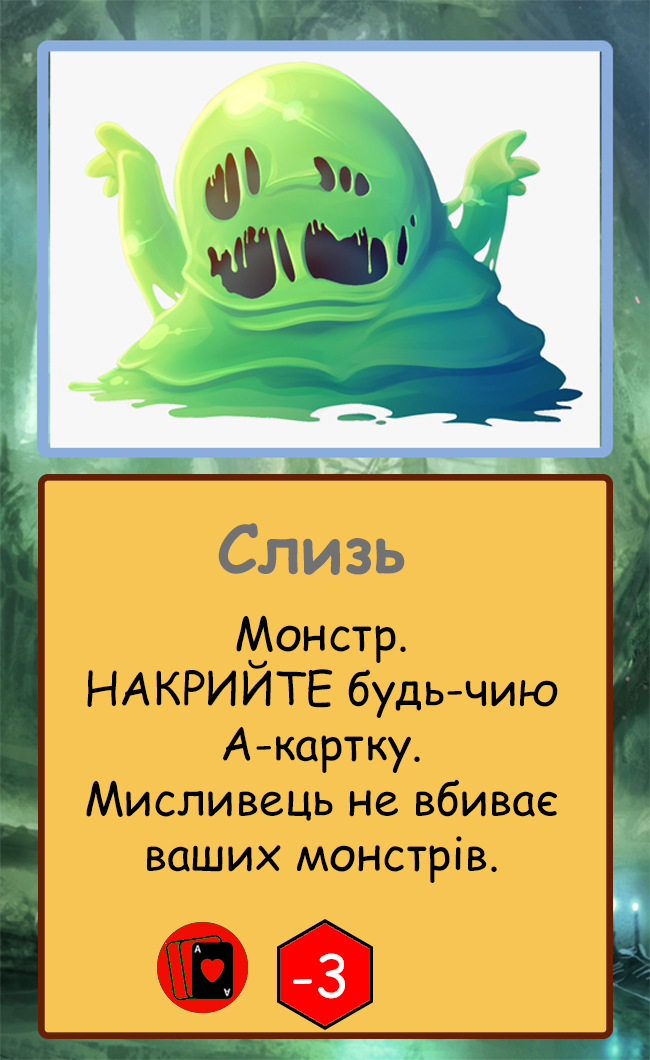 Слизь
Монстр.
НАКРИЙТЕ будь-чию
А-картку.
Мисливець не вбиває
ваших монстрів.
A
A
-3